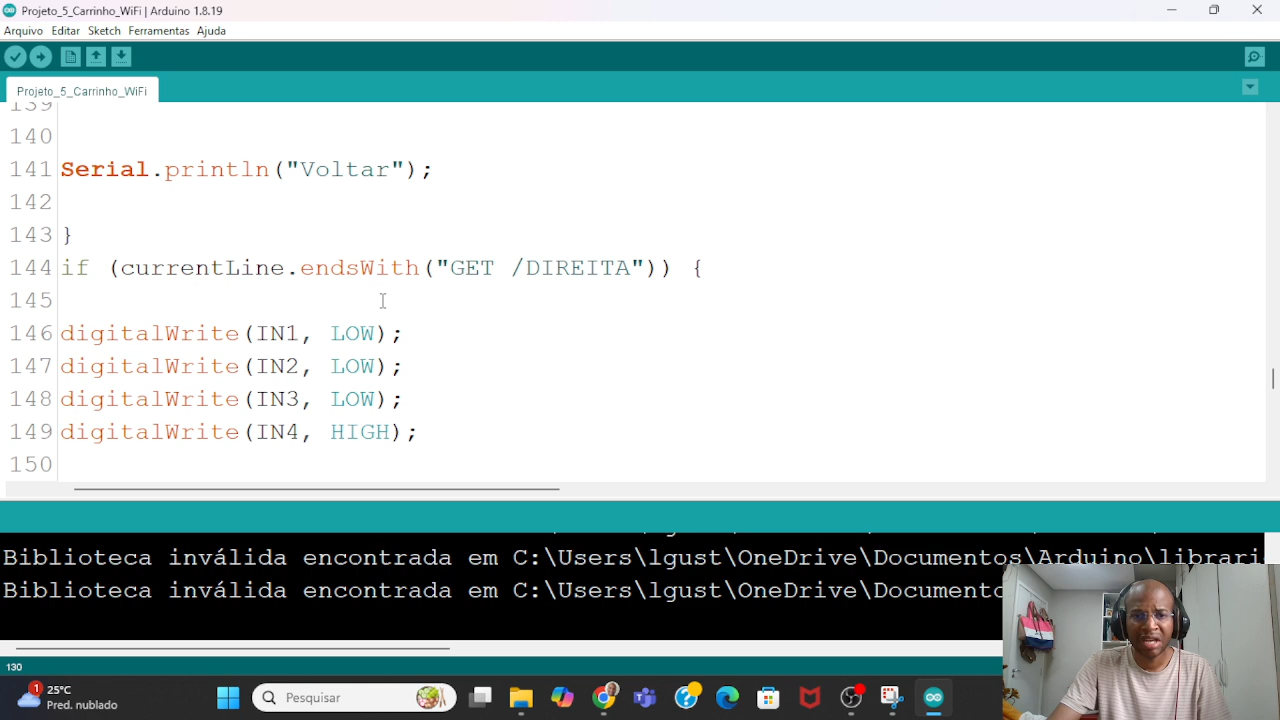 Projeto_5_Carrinho_WiFi | Arduino 1.8.19
Arquivo Editar Sketch Ferramentas Ajuda
Projeto_5_Carrinho_WiFi
139
140
141 Serial.println("Voltar");
142
143 }
144 if (currentLine.endsWith("GET /DIREITA")) {
145
146 digitalWrite(IN1, LOW);
147 digitalWrite(IN2, LOW);
148 digitalWrite(IN3, LOW);
149 digitalWrite(IN4, HIGH);
150
Biblioteca inválida encontrada em C:\Users\lgust\OneDrive\Documentos\Arduino\librari
Biblioteca inválida encontrada em C:\Users\lgust\OneDrive\Documento
130
1
25°C
Pred. nublado
Pesquisar